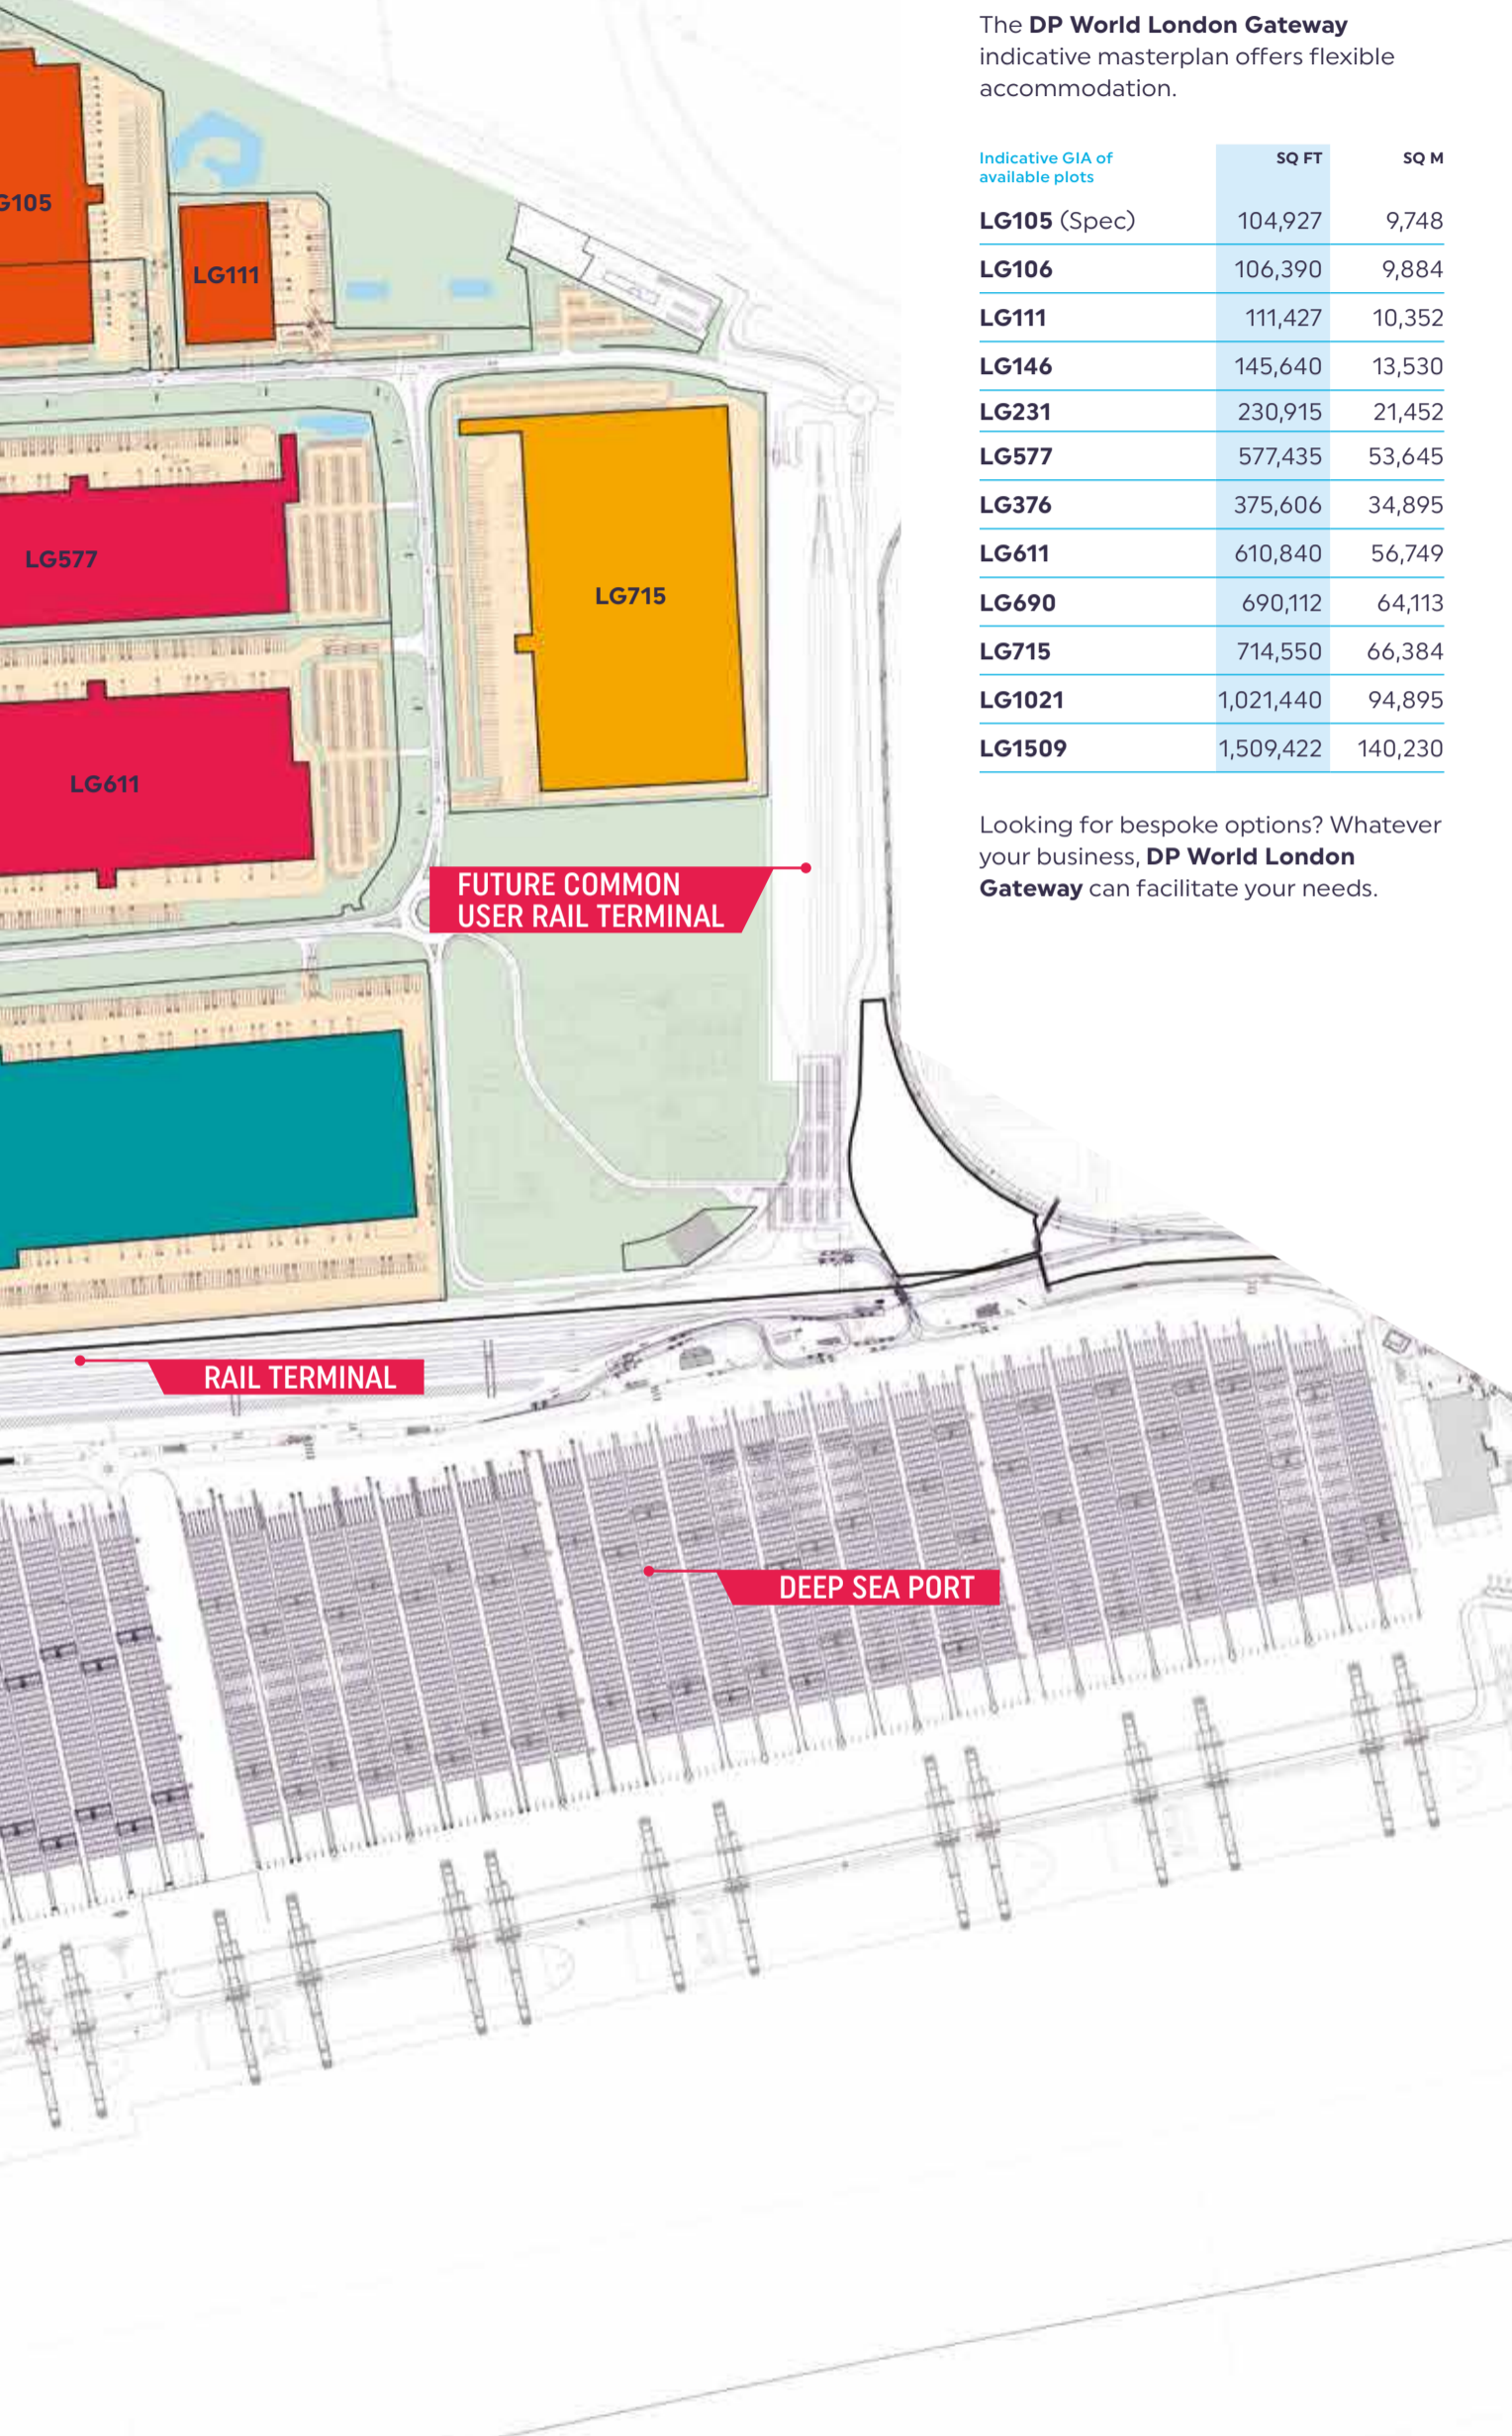 The DP World London Gateway
indicative masterplan offers flexible
accommodation.
Indicative GIA of
available plots
SQ FT SQ M
LG105 (Spec) 104,927 9,748
LG106 106,390 9,884
LG111 111,427 10,352
LG146 145,640 13,530
LG231 230,915 21,452
LG577 577,435 53,645
LG376 375,606 34,895
LG611 610,840 56,749
LG690 690,112 64,113
LG715 714,550 66,384
LG1021 1,021,440 94,895
LG1509 1,509,422 140,230
Looking for bespoke options? Whatever
your business, DP World London
Gateway can facilitate your needs.
G105
LG111
LG577
LG715
LG611
FUTURE COMMON
USER RAIL TERMINAL
RAIL TERMINAL
DEEP SEA PORT